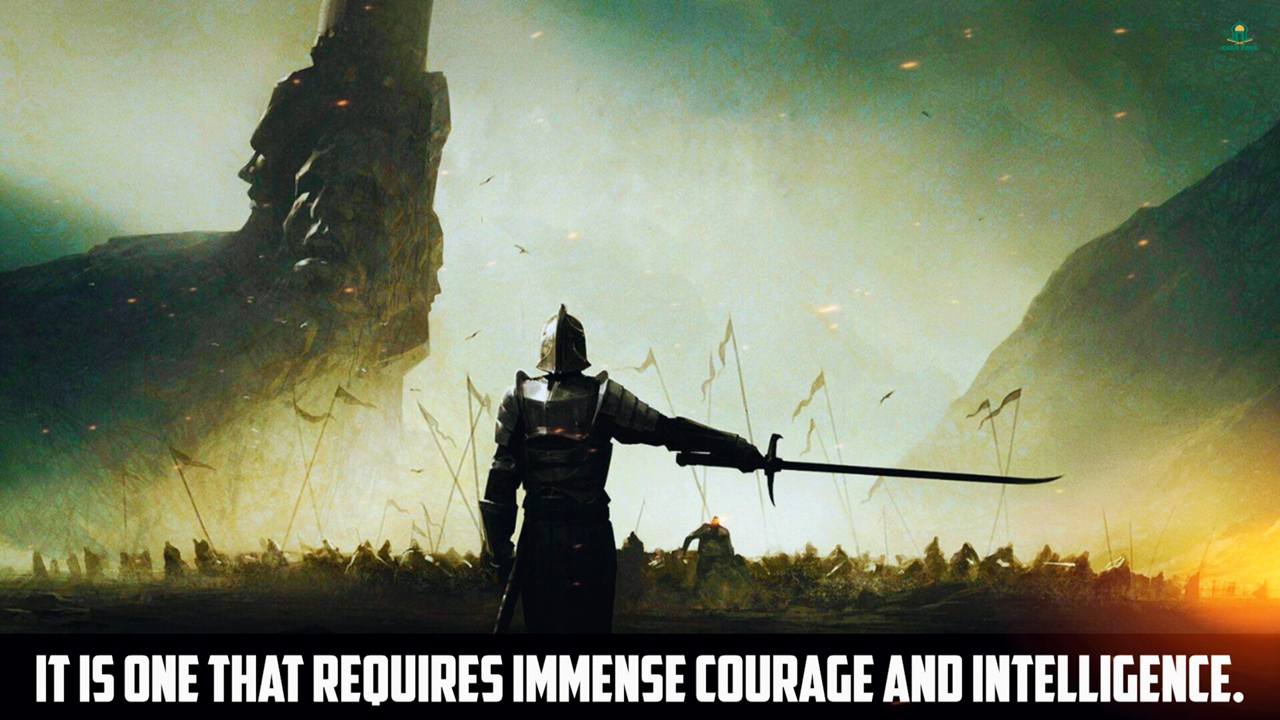 IT IS ONE THAT REQUIRES IMMENSE COURAGE AND INTELLIGENCE.